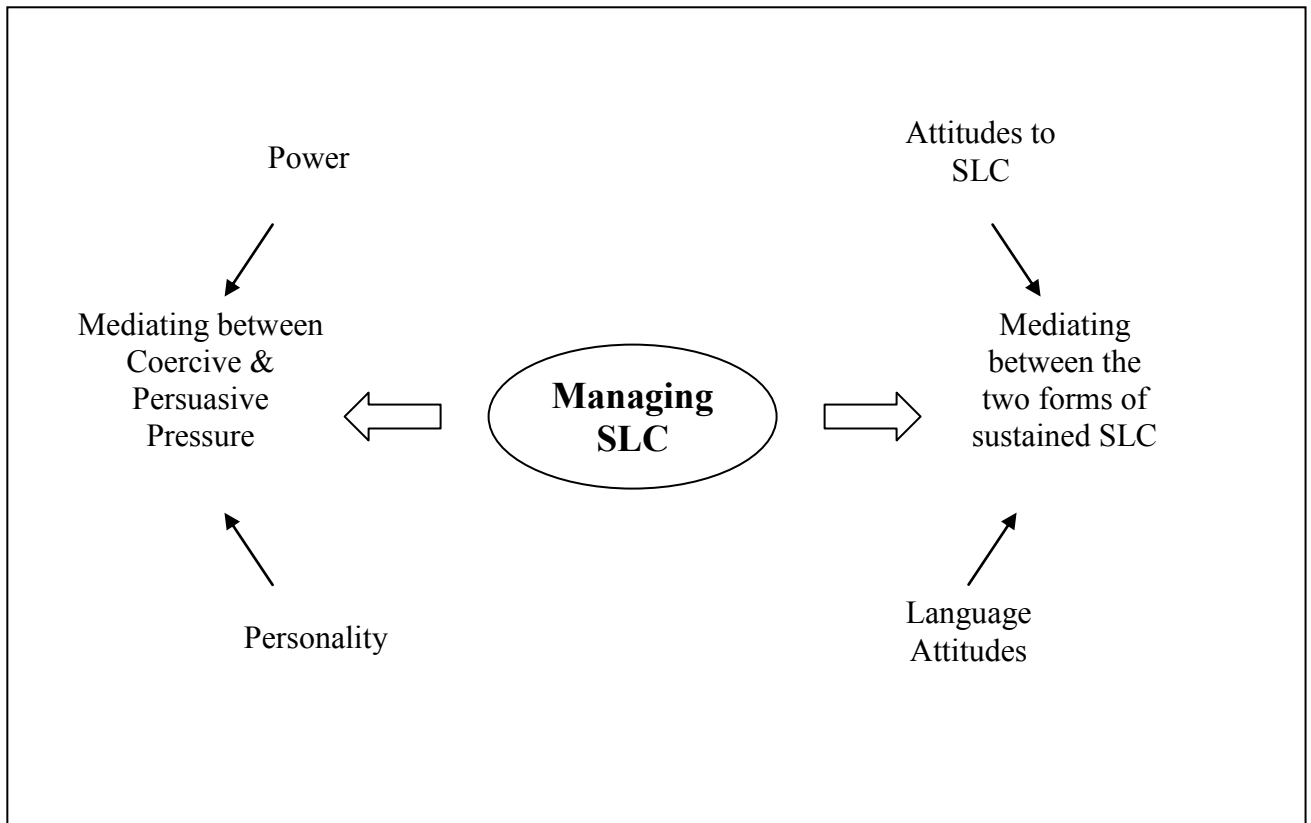 Power
Attitudes to
SLC
Mediating between
Coercive &
Persuasive
Pressure
Managing
SLC
Mediating
between the
two forms of
sustained SLC
Personality
Language
Attitudes